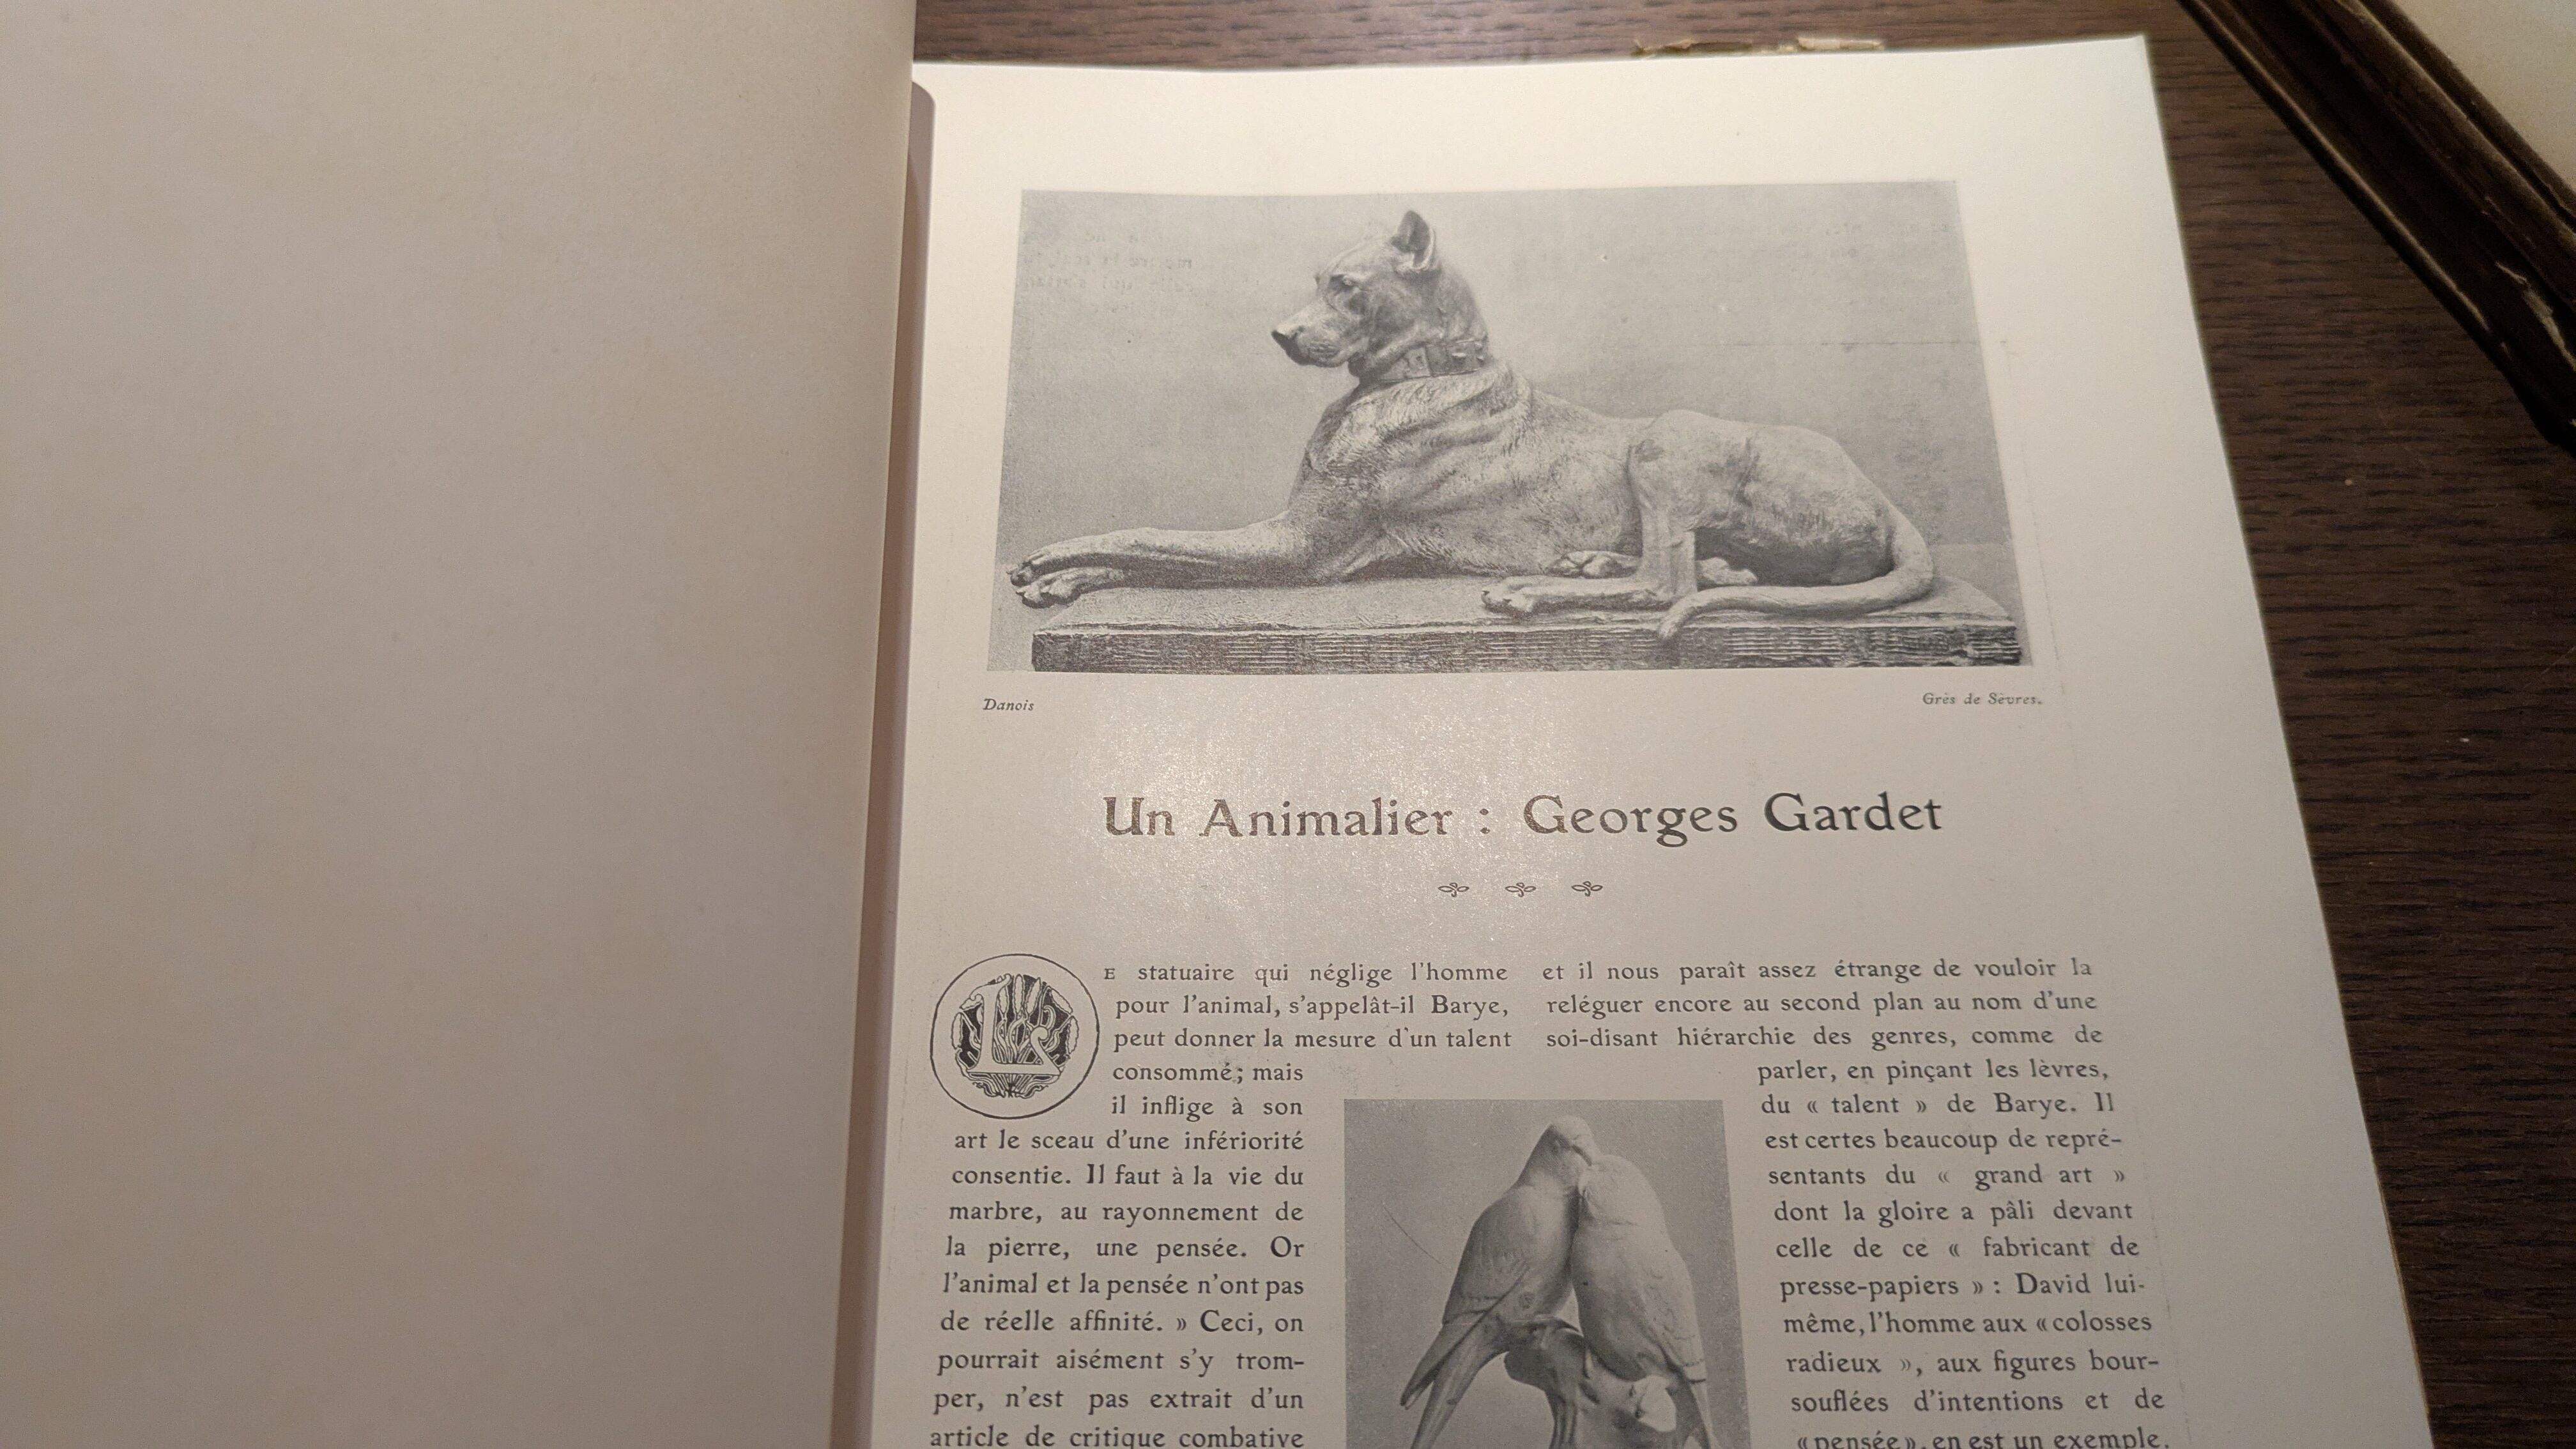 Danois
Grès de Sèvres.
Un Animalier : Georges Gardet
LE statuaire qui néglige l'homme
pour l'animal, s'appelât-il Barye,
peut donner la mesure d'un talent
consommé; mais
il inflige à son
art le sceau d'une infériorité
consentie. Il faut à la vie du
marbre, au rayonnement de
la pierre, une pensée. Or
l'animal et la pensée n'ont pas
de réelle affinité. » Ceci, on
pourrait aisément s'y trom-
per, n'est pas extrait d'un
article de critique combative
et il nous paraît assez étrange de vouloir la
reléguer encore au second plan au nom d'une
soi-disant hiérarchie des genres, comme de
parler, en pinçant les lèvres,
du « talent » de Barye. Il
est certes beaucoup de repré-
sentants du « grand art »
dont la gloire a pâli devant
celle de ce « fabricant de
presse-papiers » : David lui-
même, l'homme aux « colosses
radieux », aux figures bour-
souflées d'intentions et de
« pensée », en est un exemple.